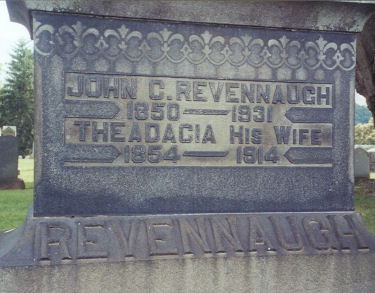 JOHN C. REVENNAUGH
1850 — 1931
THEADACIA HIS WIFE
1854 — 1914
REVENNAUGH